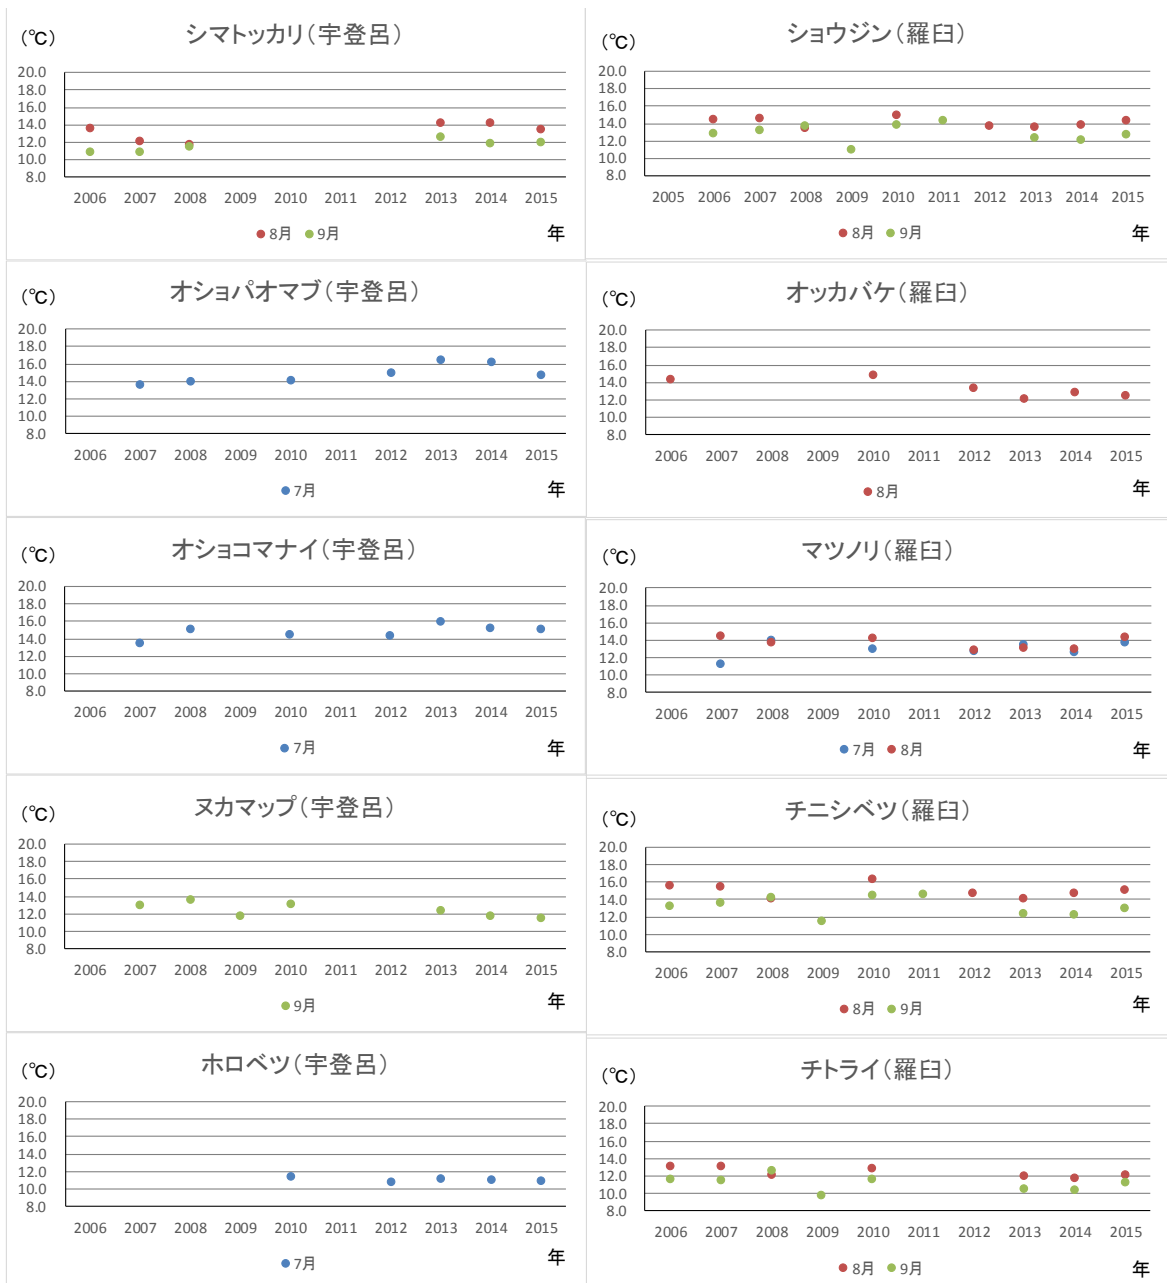 (℃)
シマトッカリ(宇登呂)
20.0
18.0
16.0
14.0
12.0
10.0
8.0
2006 2007 2008 2009 2010 2011 2012 2013 2014 2015
8月 9月
年
(℃)
ショウジン(羅臼)
20.0
18.0
16.0
14.0
12.0
10.0
8.0
2005 2006 2007 2008 2009 2010 2011 2012 2013 2014 2015
8月 9月
年
(℃)
オショパオマブ(宇登呂)
20.0
18.0
16.0
14.0
12.0
10.0
8.0
2006 2007 2008 2009 2010 2011 2012 2013 2014 2015
7月
年
(℃)
オッカバケ(羅臼)
20.0
18.0
16.0
14.0
12.0
10.0
8.0
2006 2007 2008 2009 2010 2011 2012 2013 2014 2015
8月
年
(℃)
オショコマナイ(宇登呂)
20.0
18.0
16.0
14.0
12.0
10.0
8.0
2006 2007 2008 2009 2010 2011 2012 2013 2014 2015
7月
年
(℃)
マツノリ(羅臼)
20.0
18.0
16.0
14.0
12.0
10.0
8.0
2006 2007 2008 2009 2010 2011 2012 2013 2014 2015
7月 8月
年
(℃)
ヌカマップ(宇登呂)
20.0
18.0
16.0
14.0
12.0
10.0
8.0
2006 2007 2008 2009 2010 2011 2012 2013 2014 2015
9月
年
(℃)
チニシベツ(羅臼)
20.0
18.0
16.0
14.0
12.0
10.0
8.0
2006 2007 2008 2009 2010 2011 2012 2013 2014 2015
8月 9月
年
(℃)
ホロベツ(宇登呂)
20.0
18.0
16.0
14.0
12.0
10.0
8.0
2006 2007 2008 2009 2010 2011 2012 2013 2014 2015
7月
年
(℃)
チトライ(羅臼)
20.0
18.0
16.0
14.0
12.0
10.0
8.0
2006 2007 2008 2009 2010 2011 2012 2013 2014 2015
8月 9月
年